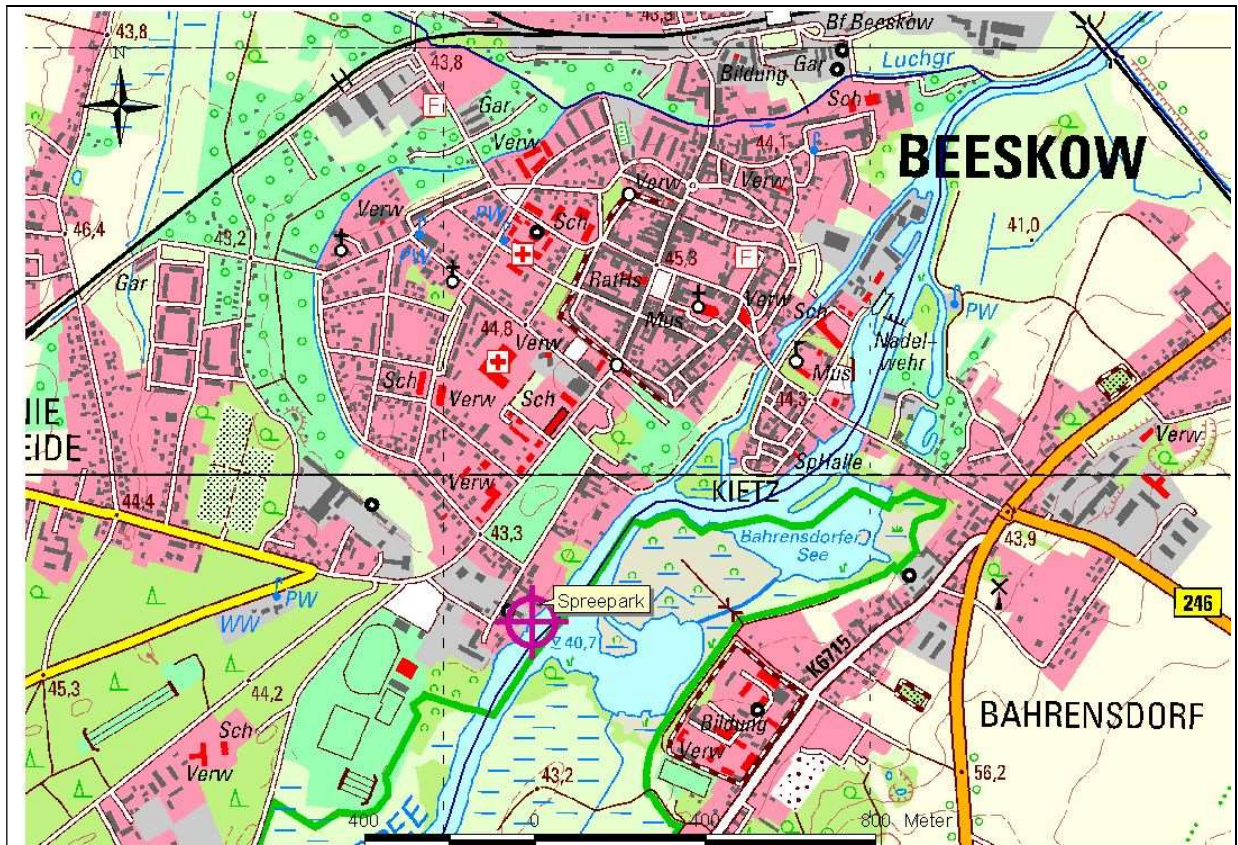 43,8
N
43,8
Bf Beeskow
Luchgr
Bildung
Gar
Sch
F
Gar
Verw
44,1
BEESKOW
Verw
Verw
Verw
PW
Sch
PW
46,4
43,2
Gar
41,0
45,3
F
RatHs
Mus
Verw
Sch
PW
Nadel-
wehr
44,8
Verw
Mus
Sch
Verw
Sch
44,3
NIE
EIDE
Verw
SpHalle
KIETZ
Verw
44,4
43,3
Bahrensdorfer
See
43,9
PW
WW
Spreepark
246
40,7
K6715
45,3
44,2
BAHRENSDORF
Sch
Verw
Bildung
Verw
43,2
56,2
EE
400
0
400
800 Meter